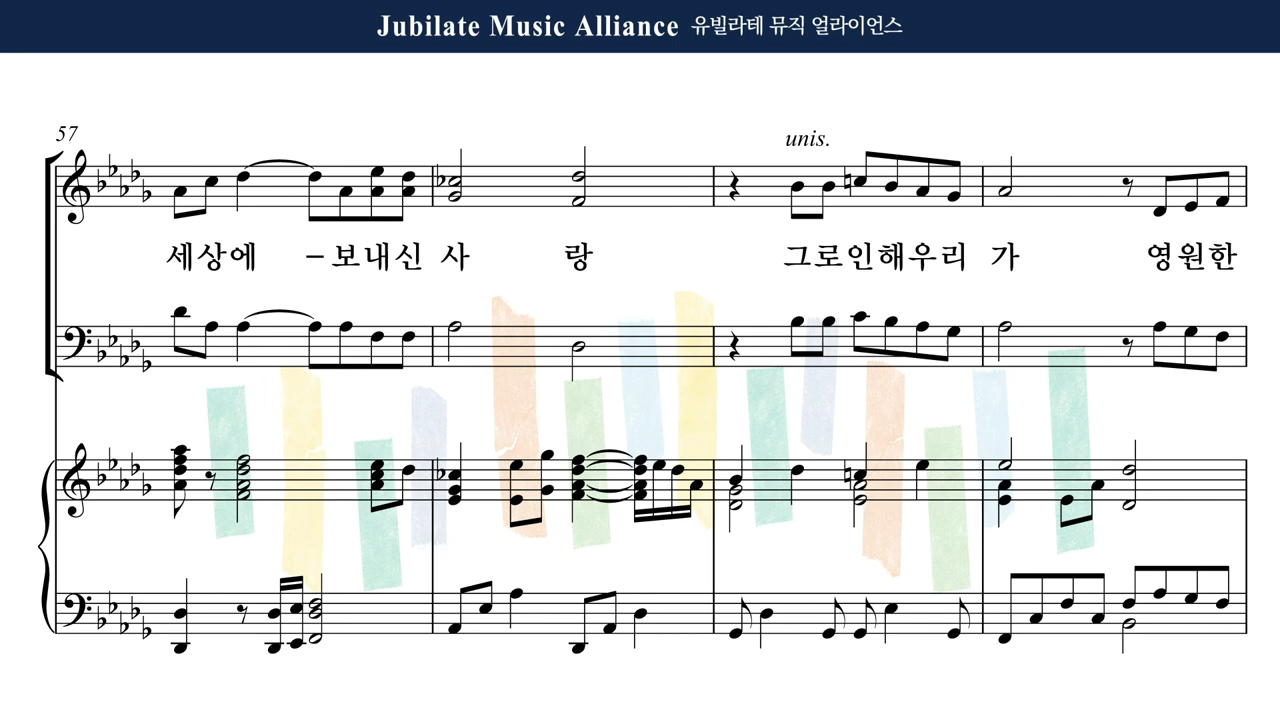 Jubilate Music Alliance 유빌라테 뮤직 얼라이언스
57
unis.
세상에 – 보내신 사 랑 그로인해우리 가 영원한